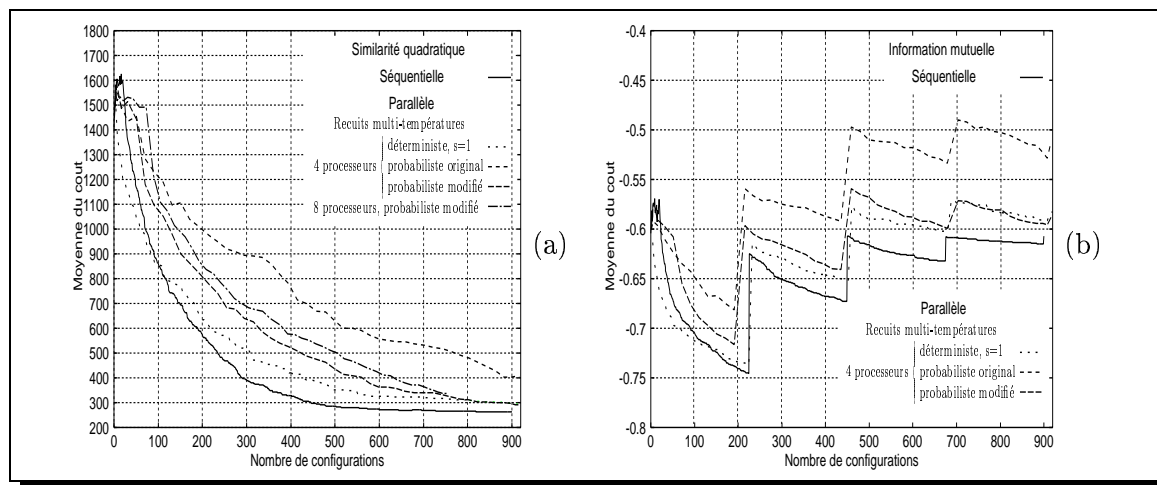 1800
1700
1600
1500
1400
1300
1200
1100
1000
900
800
700
600
500
400
300
200
0 100 200 300 400 500 600 700 800 900
Moyenne du cout
Nombre de configurations
Similarité quadratique
Séquentielle
Parallèle
Recuits multi-températures
déterministe, s=1
4 processeurs probabiliste original
probabiliste modifié
8 processeurs, probabiliste modifié
(a)
-0.4
-0.45
-0.5
-0.55
-0.6
-0.65
-0.7
-0.75
-0.8
0 100 200 300 400 500 600 700 800 900
Moyenne du cout
Nombre de configurations
Information mutuelle
Séquentielle
Parallèle
Recuits multi-températures
déterministe, s=1
4 processeurs probabiliste original
probabiliste modifié
(b)